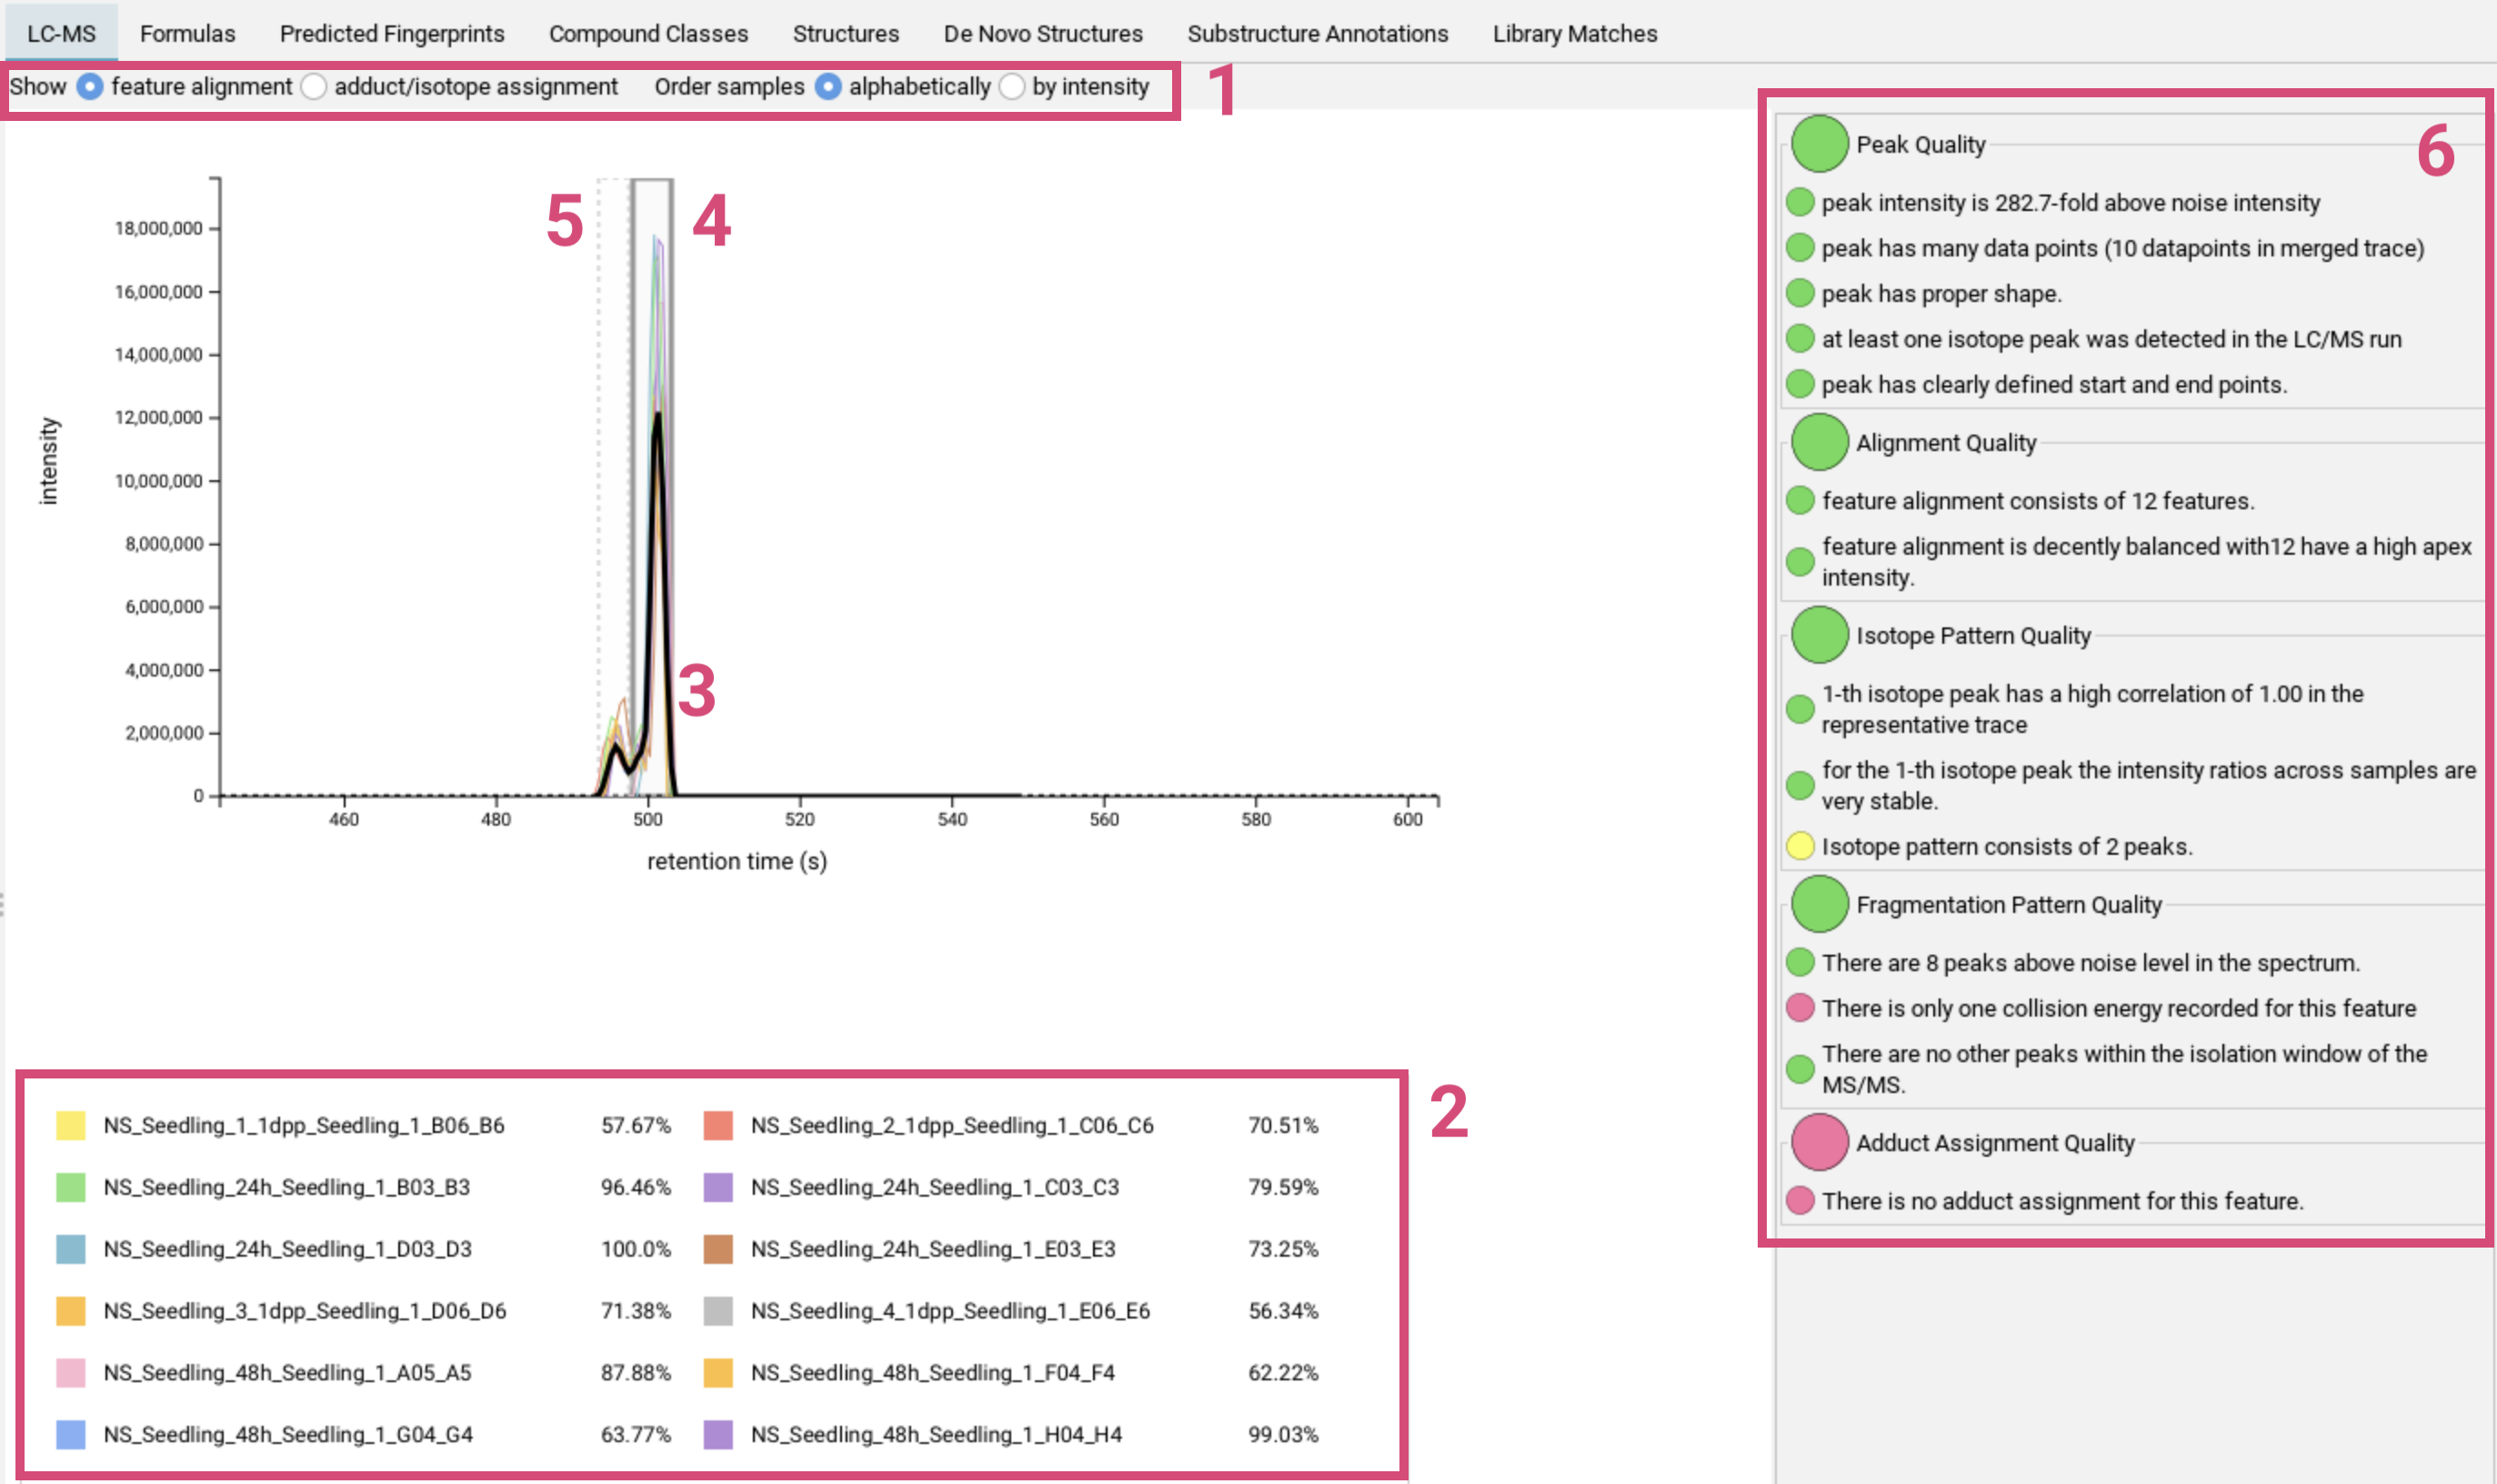 LC-MS Formulas Predicted Fingerprints Compound Classes Structures De Novo Structures Substructure Annotations Library Matches
Show feature alignment adduct/isotope assignment Order samples alphabetically by intensity
1
5
4
3
18,000,000
16,000,000
14,000,000
12,000,000
10,000,000
8,000,000
6,000,000
4,000,000
2,000,000
0
intensity
460 480 500 520 540 560 580 600
retention time (s)
2
NS_Seedling_1_1dpp_Seedling_1_B06_B6 57.67% NS_Seedling_2_1dpp_Seedling_1_C06_C6 70.51%
NS_Seedling_24h_Seedling_1_B03_B3 96.46% NS_Seedling_24h_Seedling_1_C03_C3 79.59%
NS_Seedling_24h_Seedling_1_D03_D3 100.0% NS_Seedling_24h_Seedling_1_E03_E3 73.25%
NS_Seedling_3_1dpp_Seedling_1_D06_D6 71.38% NS_Seedling_4_1dpp_Seedling_1_E06_E6 56.34%
NS_Seedling_48h_Seedling_1_A05_A5 87.88% NS_Seedling_48h_Seedling_1_F04_F4 62.22%
NS_Seedling_48h_Seedling_1_G04_G4 63.77% NS_Seedling_48h_Seedling_1_H04_H4 99.03%
6
Peak Quality
peak intensity is 282.7-fold above noise intensity
peak has many data points (10 datapoints in merged trace)
peak has proper shape.
at least one isotope peak was detected in the LC/MS run
peak has clearly defined start and end points.
Alignment Quality
feature alignment consists of 12 features.
feature alignment is decently balanced with12 have a high apex
intensity.
Isotope Pattern Quality
1-th isotope peak has a high correlation of 1.00 in the
representative trace
for the 1-th isotope peak the intensity ratios across samples are
very stable.
Isotope pattern consists of 2 peaks.
Fragmentation Pattern Quality
There are 8 peaks above noise level in the spectrum.
There is only one collision energy recorded for this feature
There are no other peaks within the isolation window of the
MS/MS.
Adduct Assignment Quality
There is no adduct assignment for this feature.